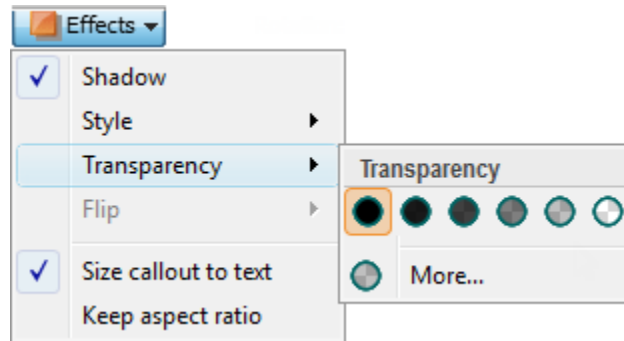 Effects
Shadow
Style
Transparency
Flip
Size callout to text
Keep aspect ratio
Transparency
More...